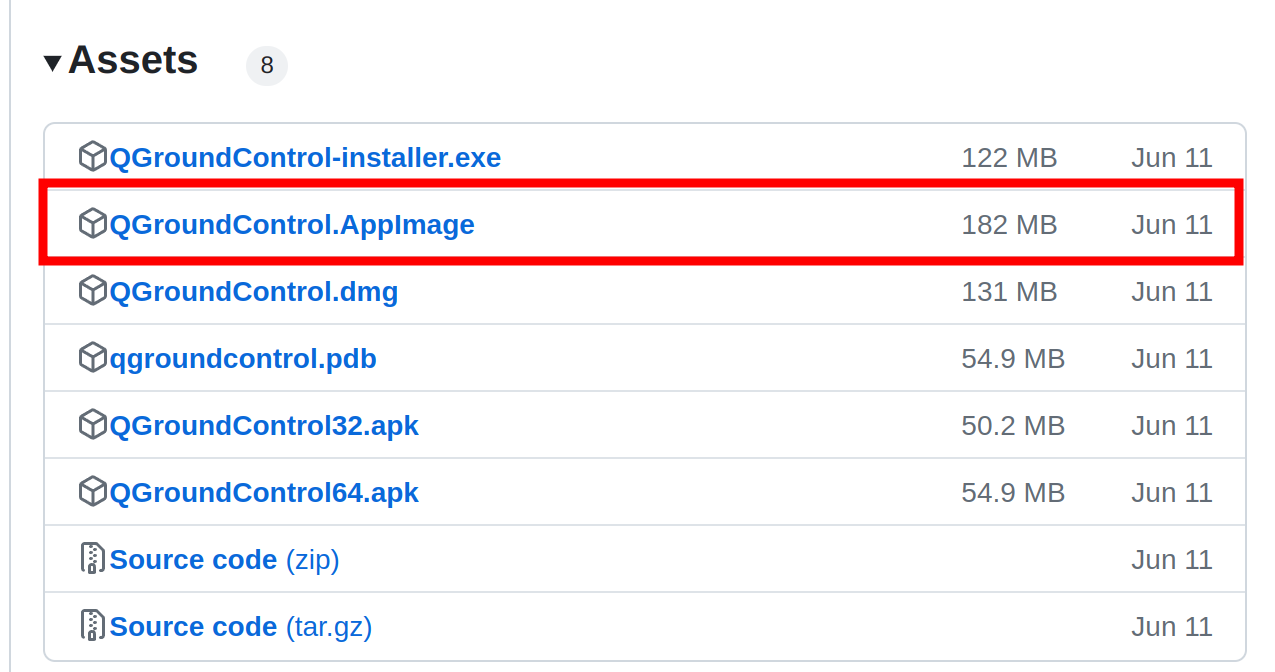 Assets 8
QGroundControl-installer.exe 122 MB Jun 11
QGroundControl.AppImage 182 MB Jun 11
QGroundControl.dmg 131 MB Jun 11
qgroundcontrol.pdb 54.9 MB Jun 11
QGroundControl32.apk 50.2 MB Jun 11
QGroundControl64.apk 54.9 MB Jun 11
Source code (zip) Jun 11
Source code (tar.gz) Jun 11